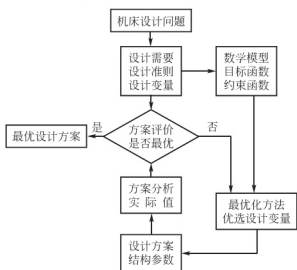 机床设计问题
设计需要
设计准则
设计变量
数学模型
目标函数
约束函数
方案评价
是否最优
是
否
最优设计方案
方案分析
实际值
最优化方法
优选设计变量
设计方案
结构参数